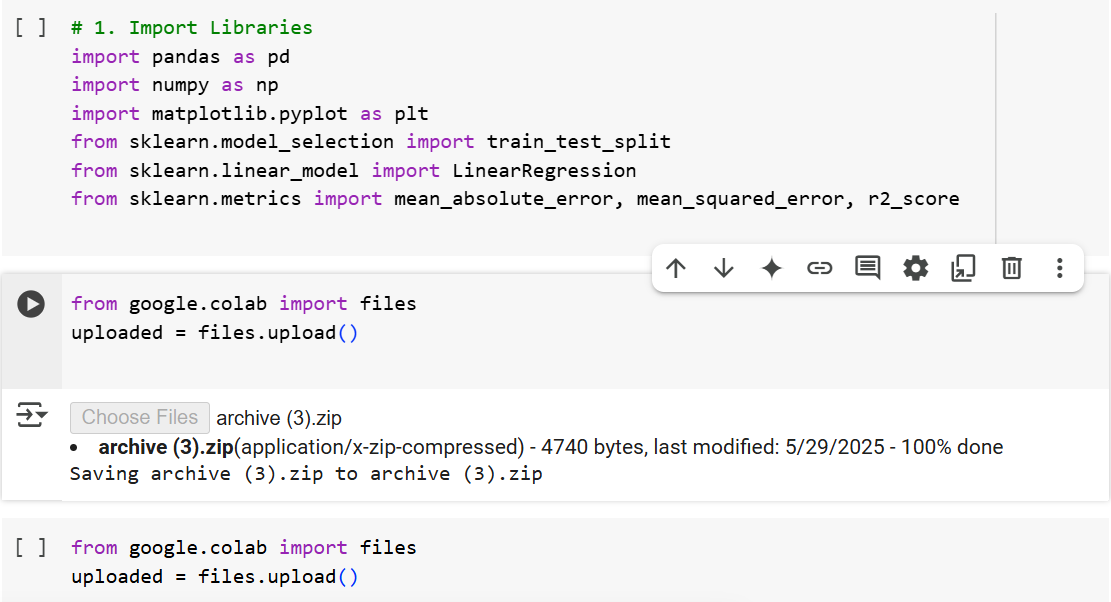 [ ] # 1. Import Libraries
import pandas as pd
import numpy as np
import matplotlib.pyplot as plt
from sklearn.model_selection import train_test_split
from sklearn.linear_model import LinearRegression
from sklearn.metrics import mean_absolute_error, mean_squared_error, r2_score
from google.colab import files
uploaded = files.upload()
Choose Files archive (3).zip
• archive (3).zip(application/x-zip-compressed) - 4740 bytes, last modified: 5/29/2025 - 100% done
Saving archive (3).zip to archive (3).zip
[ ] from google.colab import files
uploaded = files.upload()